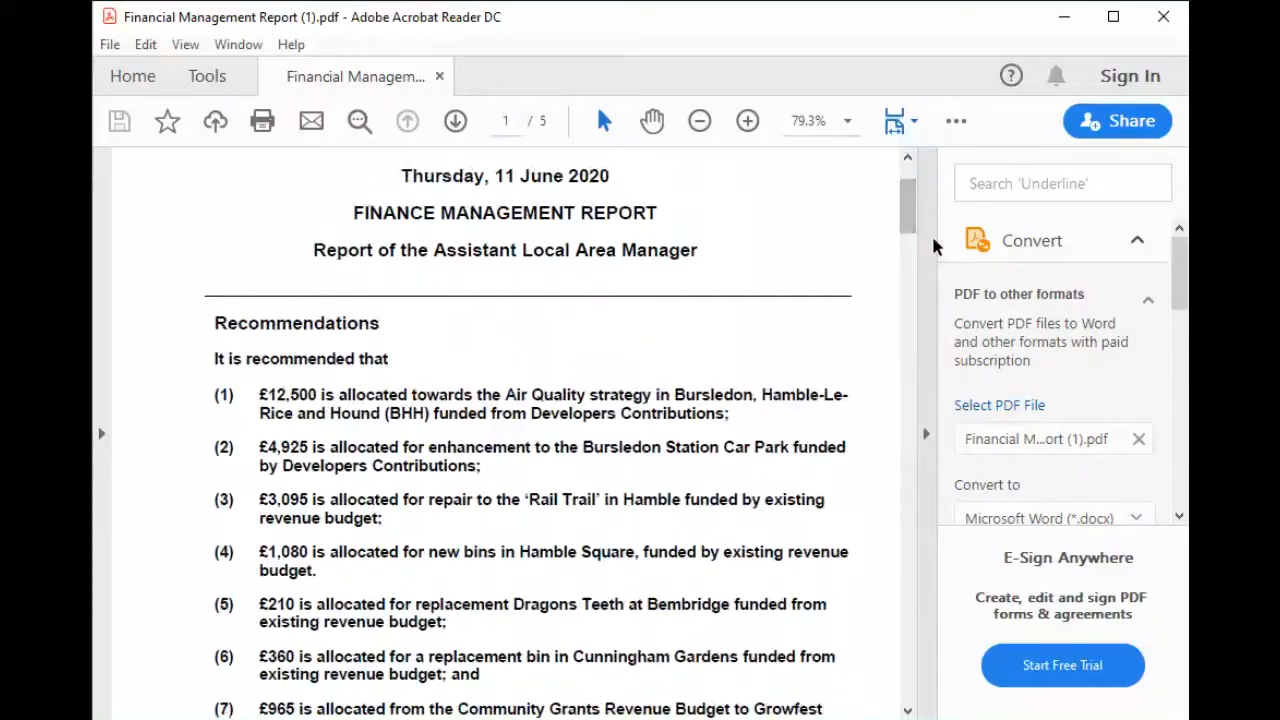 Financial Management Report (1).pdf - Adobe Acrobat Reader DC
File Edit View Window Help
Home Tools Financial Managem... Sign In
1 / 5 79.3% Share
Thursday, 11 June 2020
FINANCE MANAGEMENT REPORT
Report of the Assistant Local Area Manager
Recommendations
It is recommended that
(1) £12,500 is allocated towards the Air Quality strategy in Bursledon, Hamble-Le-
Rice and Hound (BHH) funded from Developers Contributions;
(2) £4,925 is allocated for enhancement to the Bursledon Station Car Park funded
by Developers Contributions;
(3) £3,095 is allocated for repair to the ‘Rail Trail’ in Hamble funded by existing
revenue budget;
(4) £1,080 is allocated for new bins in Hamble Square, funded by existing revenue
budget.
(5) £210 is allocated for replacement Dragons Teeth at Bembridge funded from
existing revenue budget;
(6) £360 is allocated for a replacement bin in Cunningham Gardens funded from
existing revenue budget; and
(7) £965 is allocated from the Community Grants Revenue Budget to Growfest
Search 'Underline'
Convert
PDF to other formats
Convert PDF files to Word
and other formats with paid
subscription
Select PDF File
Financial M...ort (1).pdf
Convert to
Microsoft Word (*.docx)
E-Sign Anywhere
Create, edit and sign PDF
forms & agreements
Start Free Trial